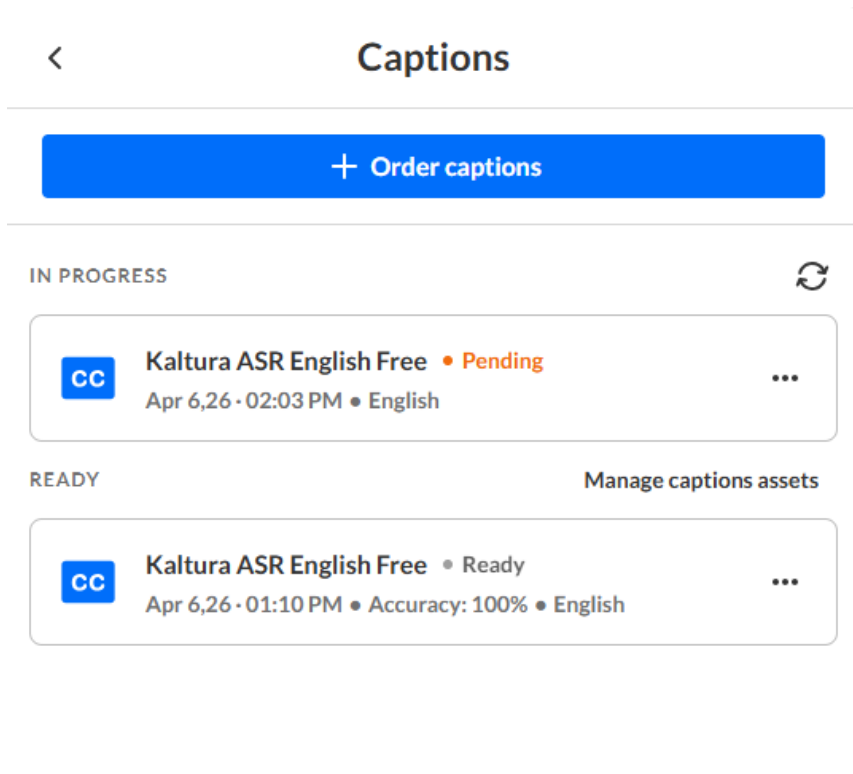 Captions
+ Order captions
IN PROGRESS
CC
Kaltura ASR English Free • Pending
Apr 6,26 · 02:03 PM • English
READY
Manage captions assets
CC
Kaltura ASR English Free • Ready
Apr 6,26 · 01:10 PM • Accuracy: 100% • English